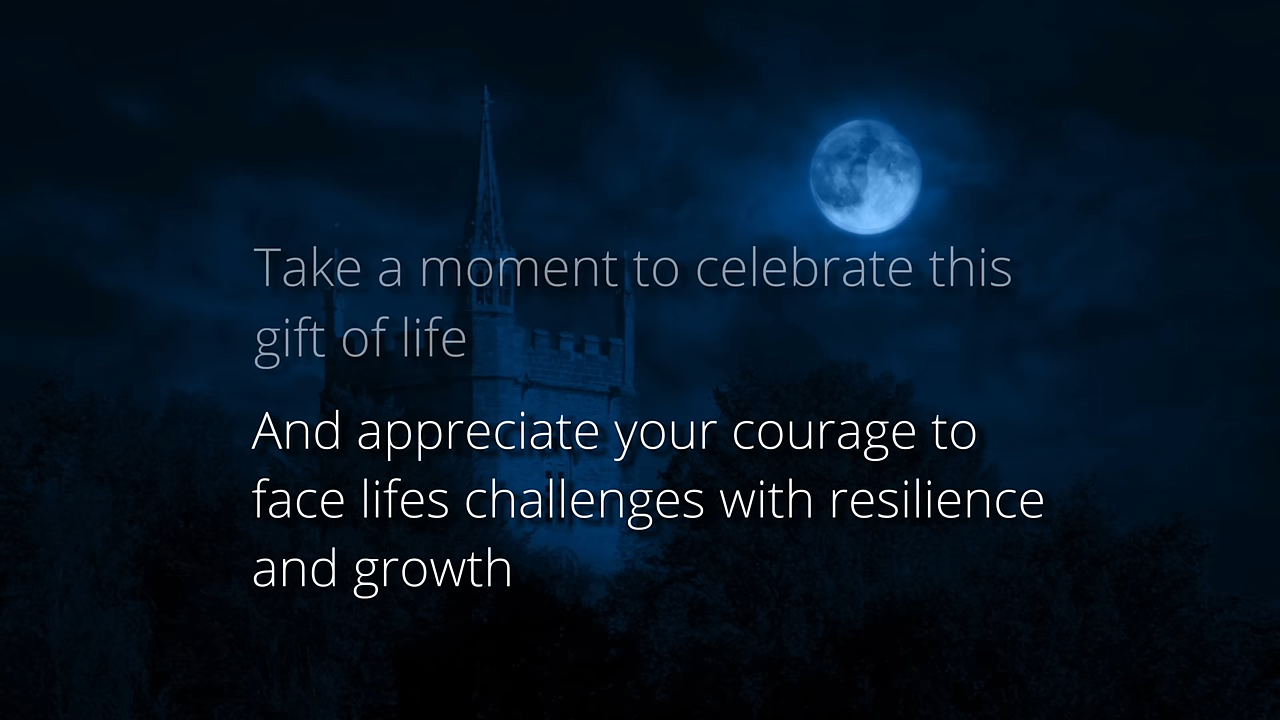 Take a moment to celebrate this
gift of life
And appreciate your courage to
face lifes challenges with resilience
and growth